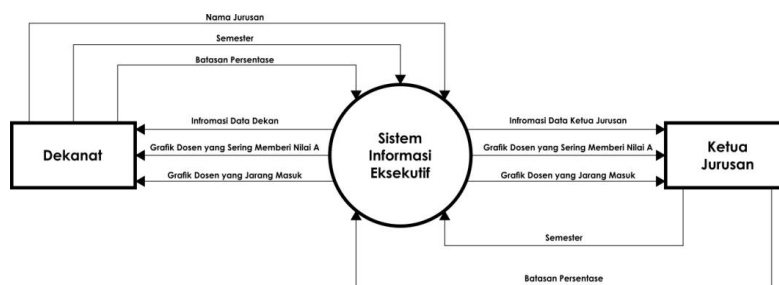 Nama Jurusan
Semester
Batasan Persentase
Infromasi Data Dekan
Grafik Dosen yang Sering Memberi Nilai A
Grafik Dosen yang Jarang Masuk
Dekanat
Sistem
Informasi
Eksekutif
Infromasi Data Ketua Jurusan
Grafik Dosen yang Sering Memberi Nilai A
Grafik Dosen yang Jarang Masuk
Ketua
Jurusan
Semester
Batasan Persentase